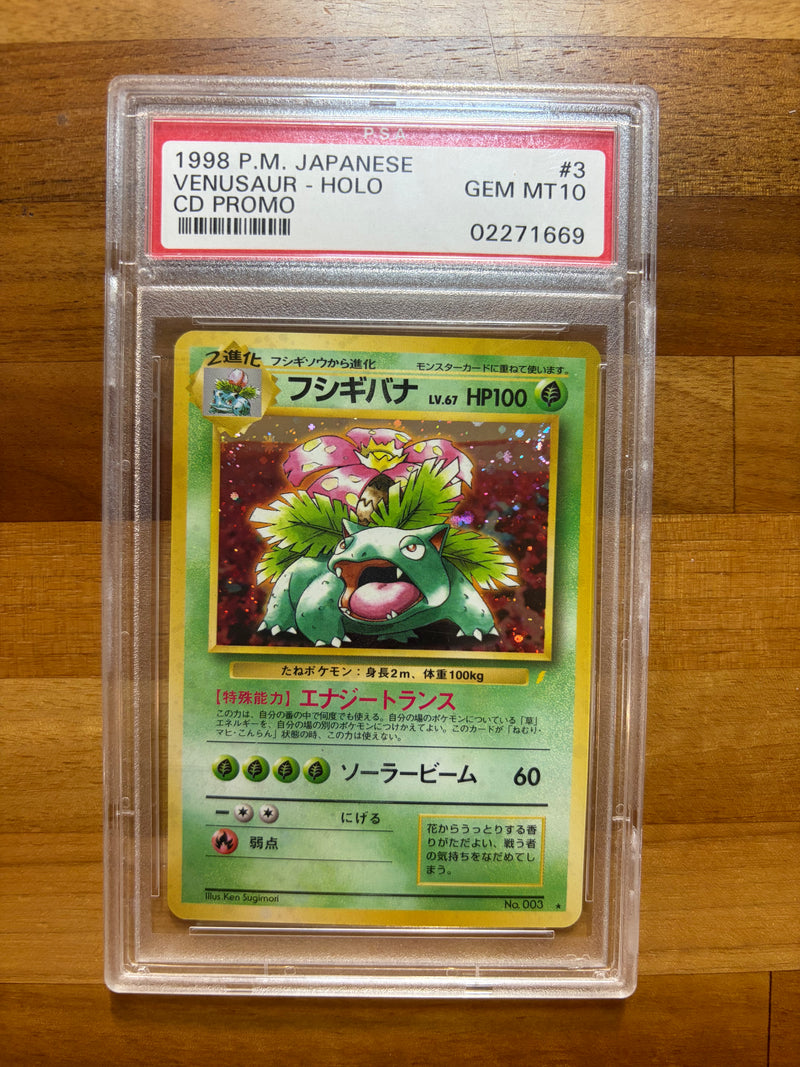 PSA
1998 P.M. JAPANESE #3
VENUSAUR - HOLO GEM MT10
CD PROMO
02271669
2進化 フシギソウから進化 モンスターカードに重ねて使います。
フシギバナ LV.67 HP100
たねポケモン：身長2m、体重100kg
【特殊能力】エナジートランス
この力は、自分の番の中で何度でも使える。自分の場のポケモンについている「草」
エネルギーを、自分の場の別のポケモンにつけかえてよい。このカードが「ねむり・
マヒ・こんらん」状態の時、この力は使えない。
ソーラービーム 60
ー にげる
弱点
花からうっとりする香
りがただよい、戦う者
の気持ちをなだめてし
まう。
Illus. Ken Sugimori
No. 003 ★